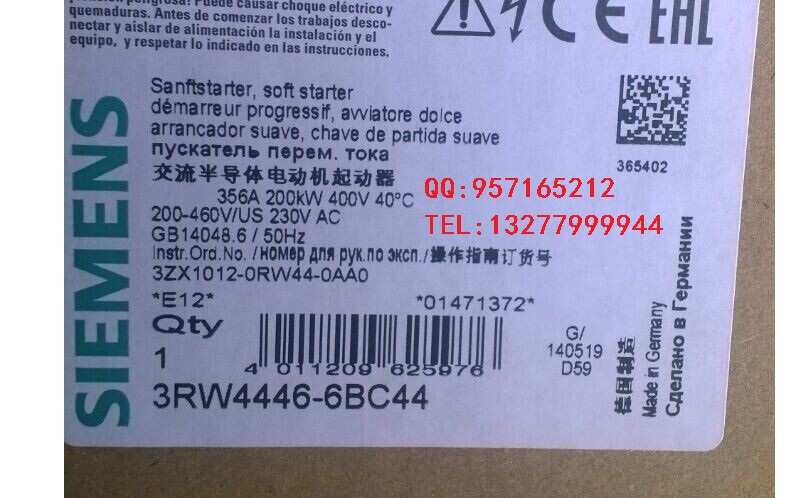 peligrosa! Puede causar choque eléctrico y
quemaduras. Antes de comenzar los trabajos desco-
nectar y aislar de alimentación la instalación y el
equipo, y respetar lo indicado en las instrucciones.
CE EAC
SIEMENS
Sanftstarter, soft starter
démarreur progressif, avviatore dolce
arrancador suave, chave de partida suave
пускатель перем. тока
交流半导体电动机起动器
356A 200kW 400V 40°C
200-460V/US 230V AC
GB14048.6 / 50Hz
Instr.Ord.No. /номер для рук.по эксп./操作指南订货号
3ZX1012-0RW44-0AA0
365402
QQ:957165212
TEL:13277999944
*E12* *01471372*
Qty
1
4 011209 625976
G/
140519
D59
3RW4446-6BC44
德国制造
Made in Germany
Сделано в Германии